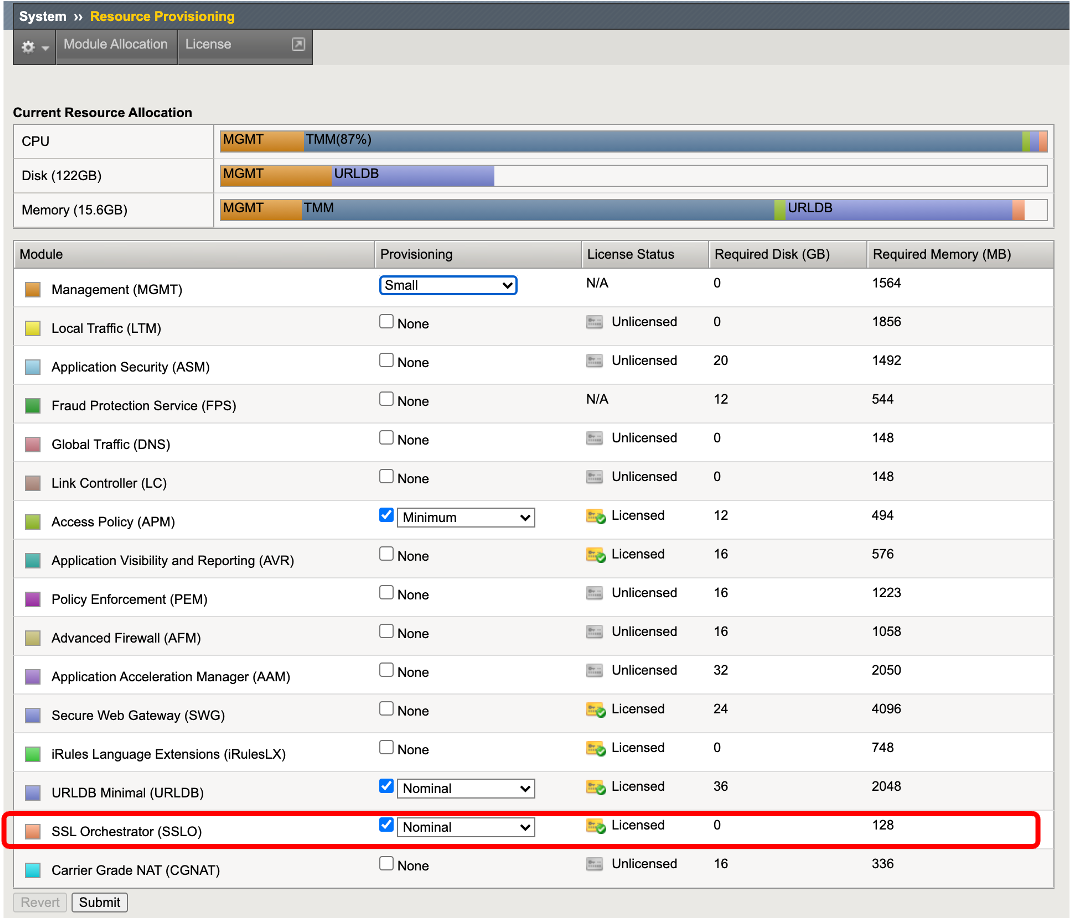 System » Resource Provisioning
Module Allocation License
Current Resource Allocation
CPU MGMT TMM(87%)
Disk (122GB) MGMT URLDB
Memory (15.6GB) MGMT TMM URLDB
Module Provisioning License Status Required Disk (GB) Required Memory (MB)
Management (MGMT) Small N/A 0 1564
Local Traffic (LTM) None Unlicensed 0 1856
Application Security (ASM) None Unlicensed 20 1492
Fraud Protection Service (FPS) None N/A 12 544
Global Traffic (DNS) None Unlicensed 0 148
Link Controller (LC) None Unlicensed 0 148
Access Policy (APM) Minimum Licensed 12 494
Application Visibility and Reporting (AVR) None Licensed 16 576
Policy Enforcement (PEM) None Unlicensed 16 1223
Advanced Firewall (AFM) None Unlicensed 16 1058
Application Acceleration Manager (AAM) None Unlicensed 32 2050
Secure Web Gateway (SWG) None Licensed 24 4096
iRules Language Extensions (iRulesLX) None Licensed 0 748
URLDB Minimal (URLDB) Nominal Licensed 36 2048
SSL Orchestrator (SSLO) Nominal Licensed 0 128
Carrier Grade NAT (CGNAT) None Unlicensed 16 336
Revert Submit